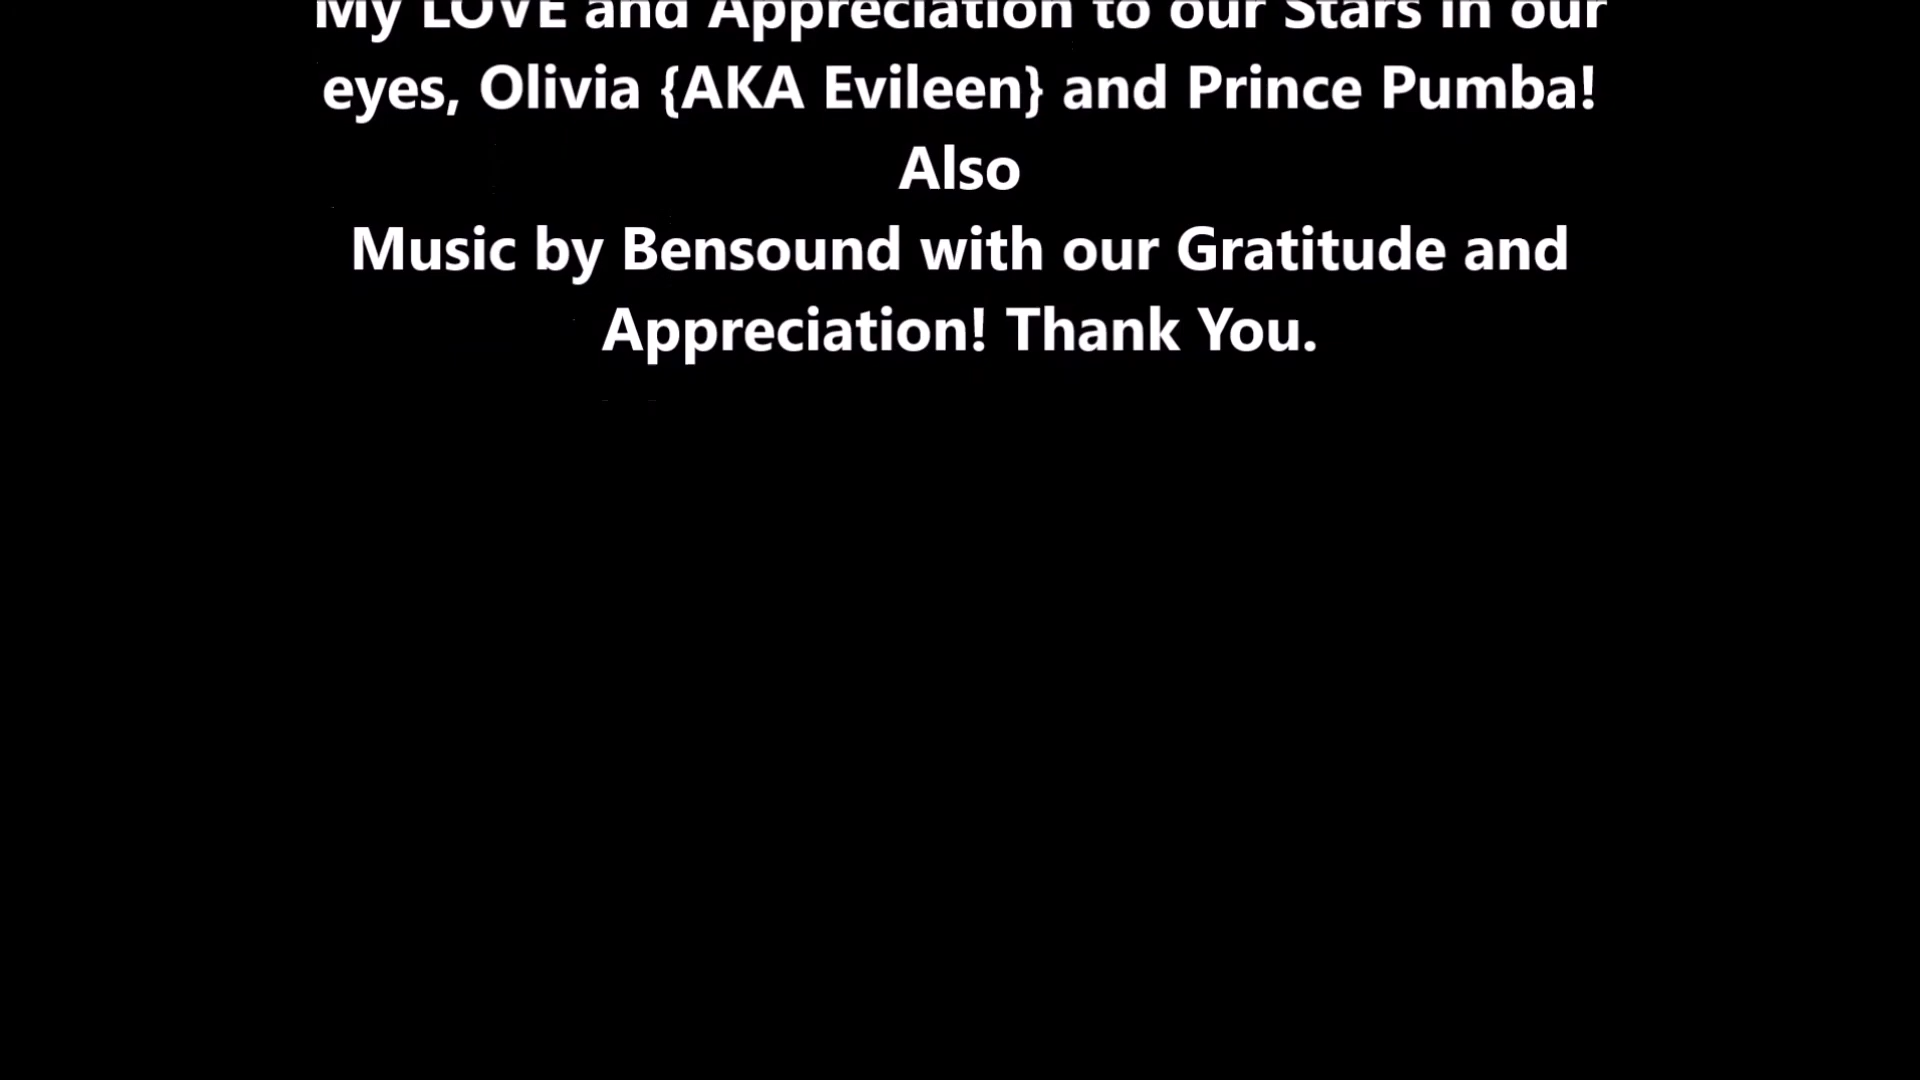 My LOVE and Appreciation to our Stars in our
eyes, Olivia {AKA Evileen} and Prince Pumba!
Also
Music by Bensound with our Gratitude and
Appreciation! Thank You.